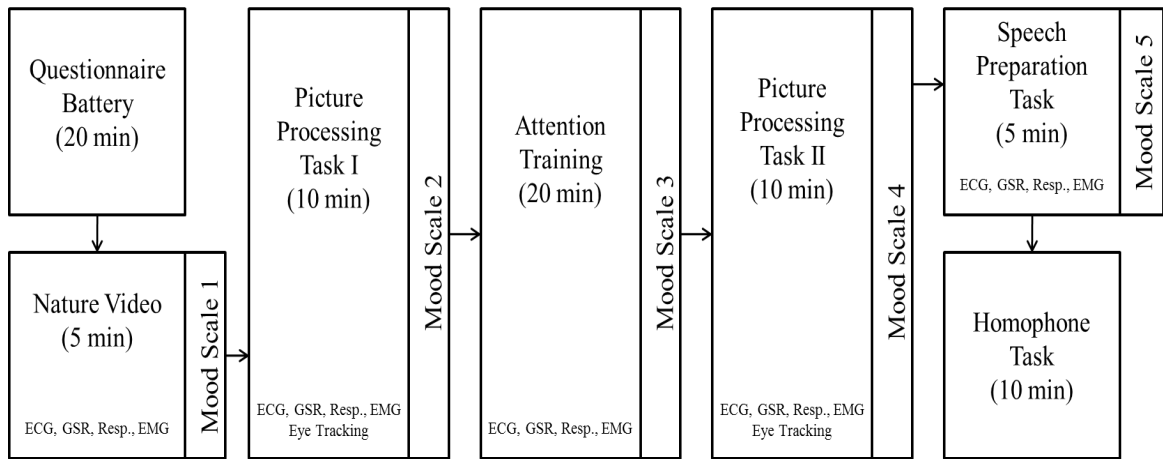 Questionnaire
Battery
(20 min)
Nature Video
(5 min)
ECG, GSR, Resp., EMG
Mood Scale 1
Picture
Processing
Task I
(10 min)
ECG, GSR, Resp., EMG
Eye Tracking
Mood Scale 2
Attention
Training
(20 min)
ECG, GSR, Resp., EMG
Mood Scale 3
Picture
Processing
Task II
(10 min)
ECG, GSR, Resp., EMG
Eye Tracking
Mood Scale 4
Speech
Preparation
Task
(5 min)
ECG, GSR, Resp., EMG
Mood Scale 5
Homophone
Task
(10 min)